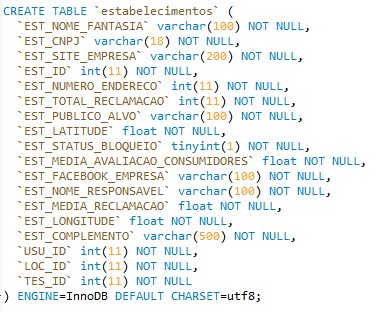 CREATE TABLE `estabelecimentos` (
`EST_NOME_FANTASIA` varchar(100) NOT NULL,
`EST_CNPJ` varchar(18) NOT NULL,
`EST_SITE_EMPRESA` varchar(200) NOT NULL,
`EST_ID` int(11) NOT NULL,
`EST_NUMERO_ENDERECO` int(11) NOT NULL,
`EST_TOTAL_RECLAMACAO` int(11) NOT NULL,
`EST_PUBLICO_ALVO` varchar(100) NOT NULL,
`EST_LATITUDE` float NOT NULL,
`EST_STATUS_BLOQUEIO` tinyint(1) NOT NULL,
`EST_MEDIA_AVALIACAO_CONSUMIDORES` float NOT NULL,
`EST_FACEBOOK_EMPRESA` varchar(100) NOT NULL,
`EST_NOME_RESPONSAVEL` varchar(100) NOT NULL,
`EST_MEDIA_RECLAMACAO` float NOT NULL,
`EST_LONGITUDE` float NOT NULL,
`EST_COMPLEMENTO` varchar(500) NOT NULL,
`USU_ID` int(11) NOT NULL,
`LOC_ID` int(11) NOT NULL,
`TES_ID` int(11) NOT NULL
) ENGINE=InnoDB DEFAULT CHARSET=utf8;